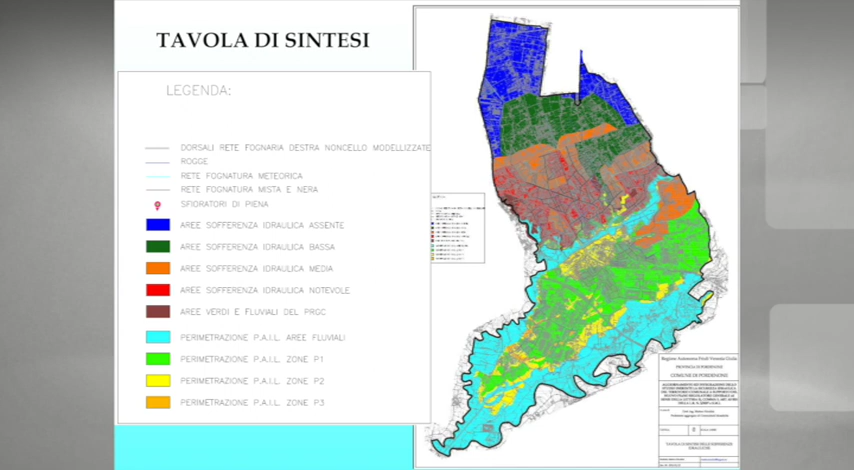 TAVOLA DI SINTESI
LEGENDA:
DORSALI RETE FOGNARIA DESTRA NONCELLO MODELLIZZATE
ROGGE
RETE FOGNATURA METEORICA
RETE FOGNATURA MISTA E NERA
SFIORATORI DI PIENA
AREE SOFFERENZA IDRAULICA ASSENTE
AREE SOFFERENZA IDRAULICA BASSA
AREE SOFFERENZA IDRAULICA MEDIA
AREE SOFFERENZA IDRAULICA NOTEVOLE
AREE VERDI E FLUVIALI DEL PRGC
PERIMETRAZIONE P.A.I.L. AREE FLUVIALI
PERIMETRAZIONE P.A.I.L. ZONE P1
PERIMETRAZIONE P.A.I.L. ZONE P2
PERIMETRAZIONE P.A.I.L. ZONE P3
Regione Autonoma Friuli Venezia Giulia
PROVINCIA DI PORDENONE
COMUNE DI PORDENONE